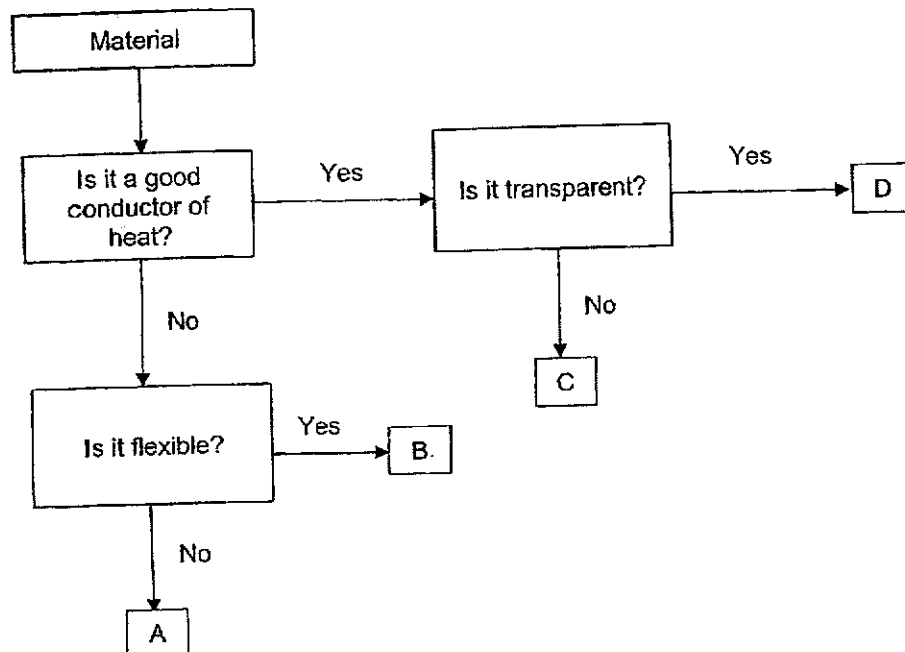 Material
Is it a good
conductor of
heat?
Yes
Is it transparent?
Yes
D
No
No
C
Is it flexible?
Yes
B.
No
A